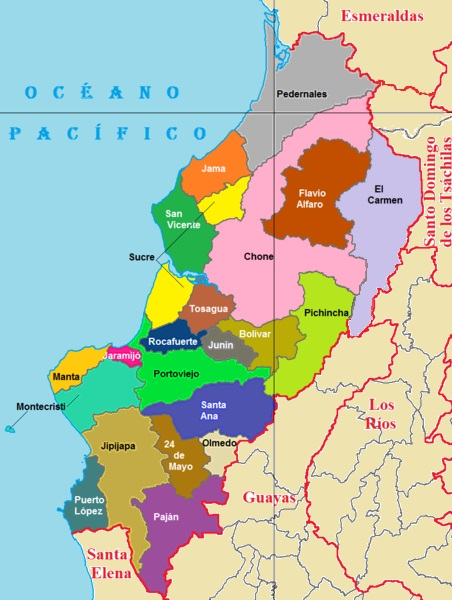 Esmeraldas
OCÉANO
PACÍFICO
Pedernales
Santo Domingo
de los Tsáchilas
Jama
Flavio
Alfaro
El
Carmen
San
Vicente
Sucre
Chone
Tosagua
Pichincha
Rocafuerte
Junín
Bolívar
Jaramijó
Manta
Portoviejo
Montecristi
Santa
Ana
Los
Ríos
Jipijapa
24
de
Mayo
Olmedo
Puerto
López
Paján
Guayas
Santa
Elena